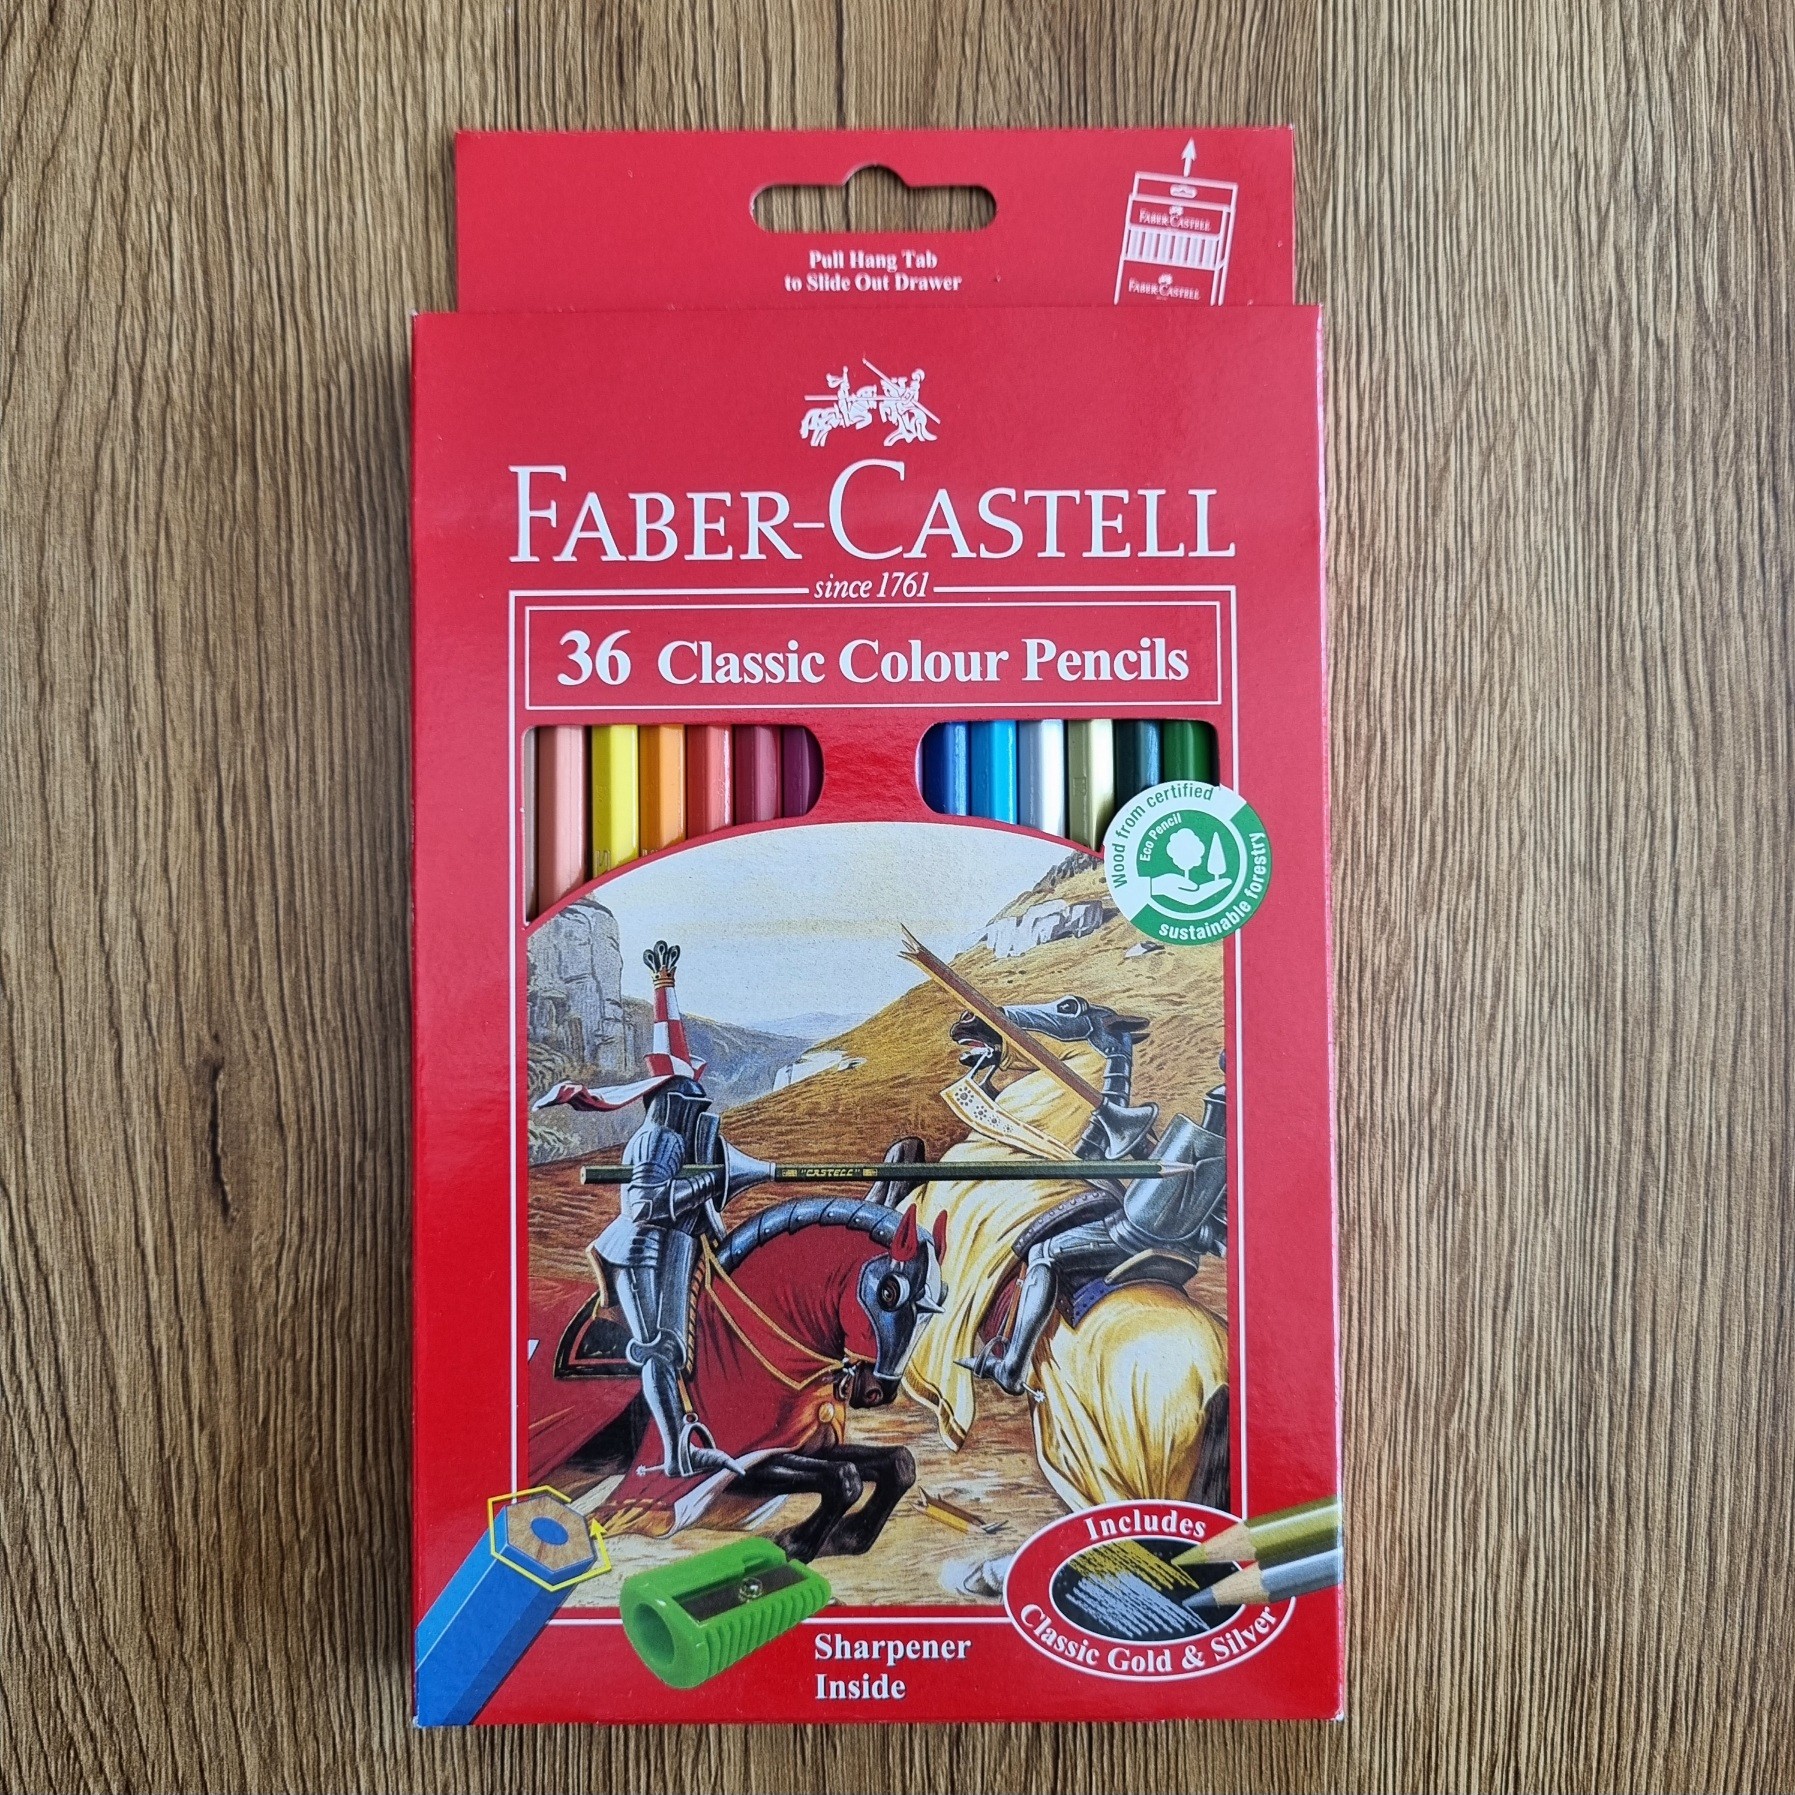 Pull Hang Tab
to Slide Out Drawer
FABER-CASTELL
FABER-CASTELL
FABER-CASTELL
since 1761
36 Classic Colour Pencils
Wood from certified
Eco Pencil
sustainable forestry
"CASTELL"
Includes
Classic Gold & Silver
Sharpener
Inside